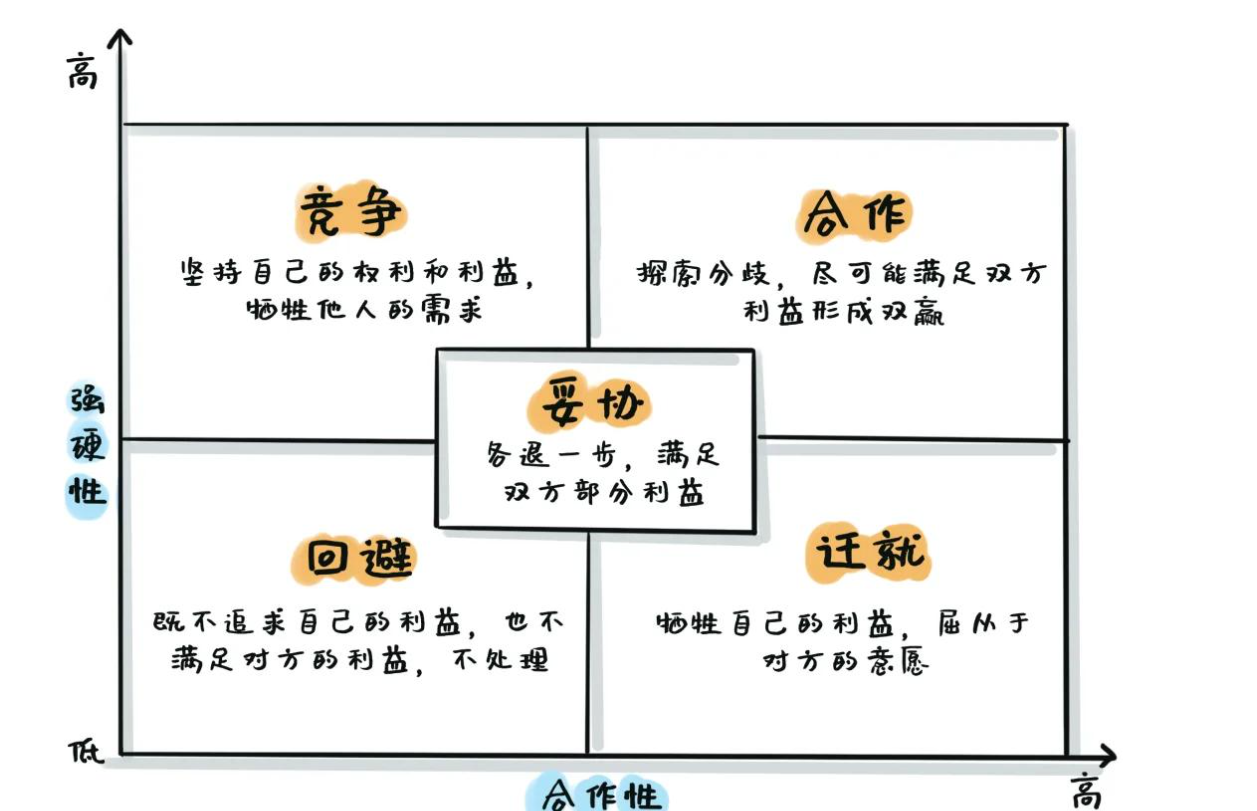 高
竞争
坚持自己的权利和利益，
牺牲他人的需求
合作
探索分歧，尽可能满足双方
利益形成双赢
强
硬
性
妥协
各退一步，满足
双方部分利益
回避
既不追求自己的利益，也不
满足对方的利益，不处理
迁就
牺牲自己的利益，屈从于
对方的意愿
低
合作性
高